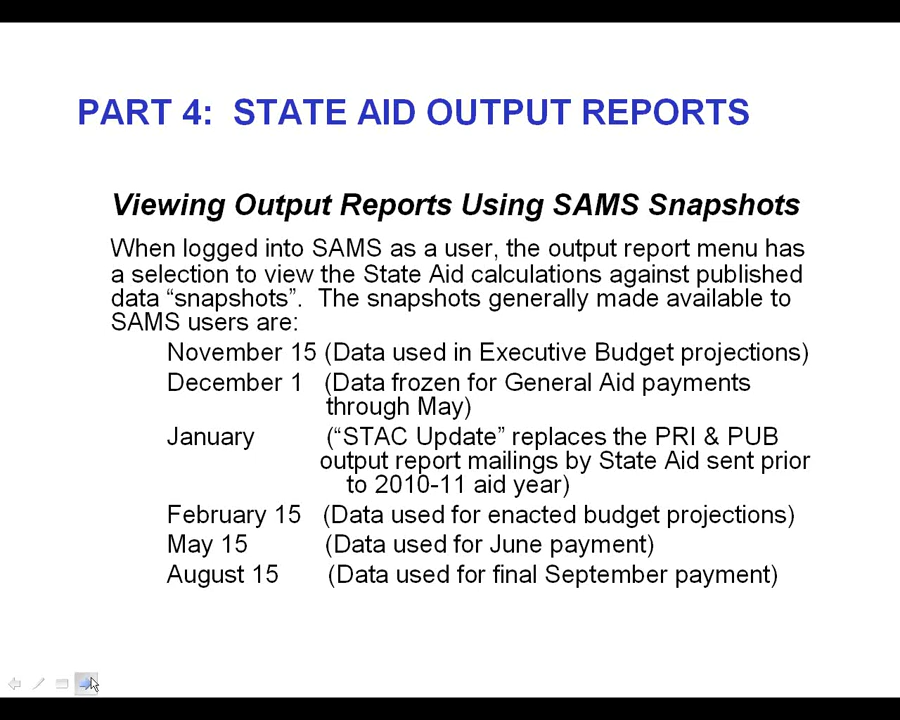 PART 4: STATE AID OUTPUT REPORTS
Viewing Output Reports Using SAMS Snapshots
When logged into SAMS as a user, the output report menu has
a selection to view the State Aid calculations against published
data “snapshots”. The snapshots generally made available to
SAMS users are:
November 15 (Data used in Executive Budget projections)
December 1 (Data frozen for General Aid payments
through May)
January (“STAC Update” replaces the PRI & PUB
output report mailings by State Aid sent prior
to 2010-11 aid year)
February 15 (Data used for enacted budget projections)
May 15 (Data used for June payment)
August 15 (Data used for final September payment)